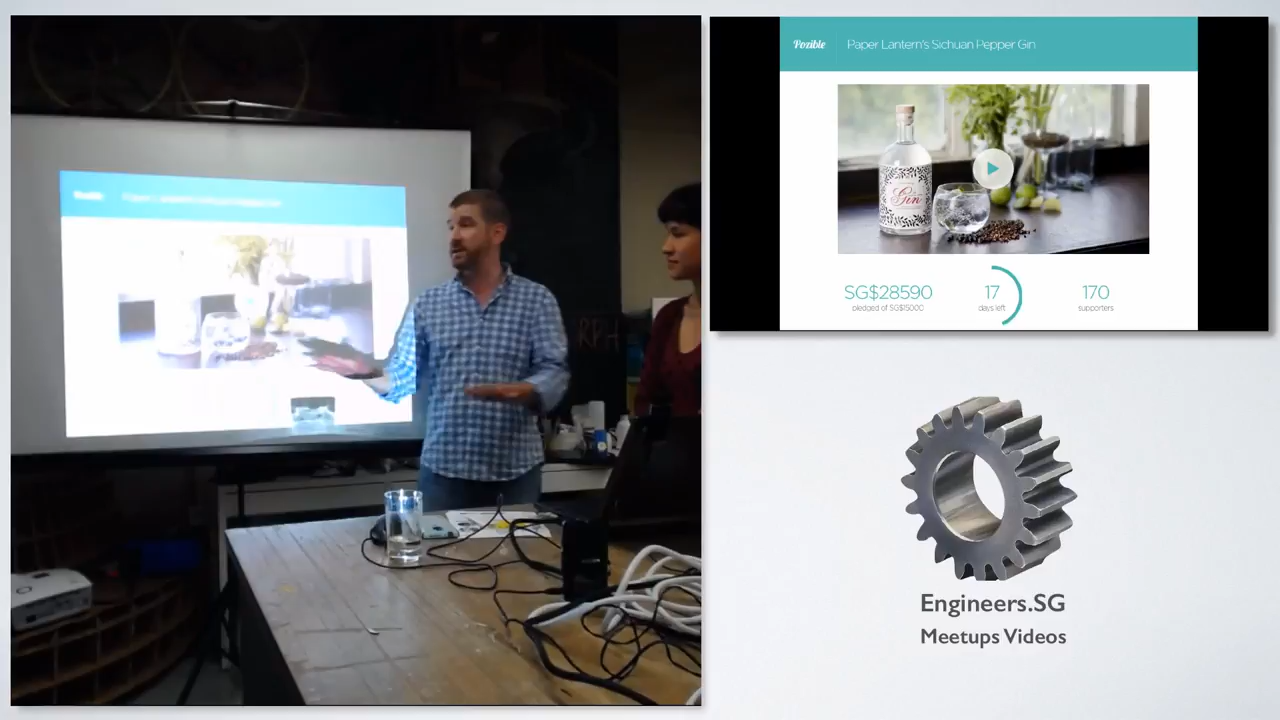 Pozible
Paper Lantern's Sichuan Pepper Gin
Gin
SG$28590
pledged of SG$15000
17
days left
170
supporters
RPH
Engineers.SG
Meetups Videos